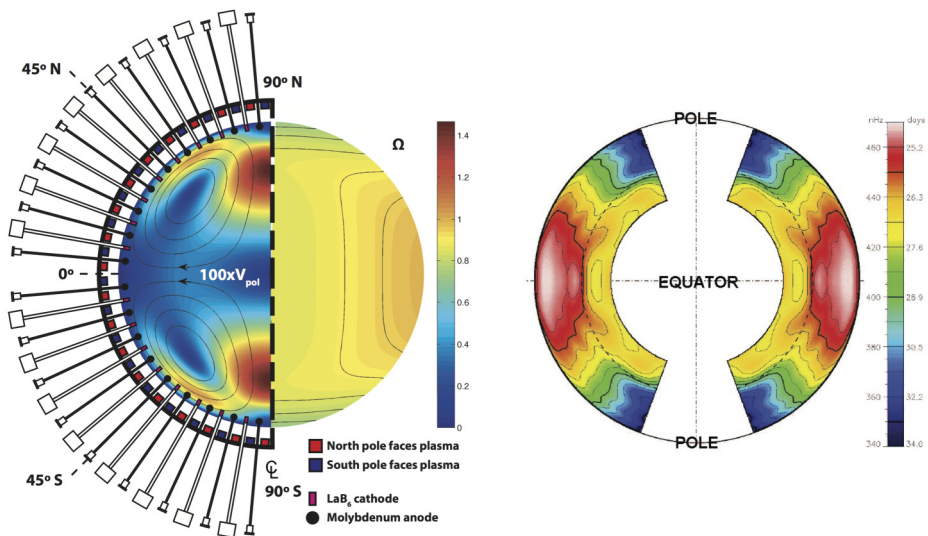 45º N
90º N
0º
45º S
90º S
℄
100xVpol
Ω
1.4
1.2
1
0.8
0.6
0.4
0.2
0
North pole faces plasma
South pole faces plasma
LaB6 cathode
Molybdenum anode
POLE
EQUATOR
POLE
nHz days
460 25.2
440 26.3
420 27.6
400 28.9
380 30.5
360 32.2
340 34.0